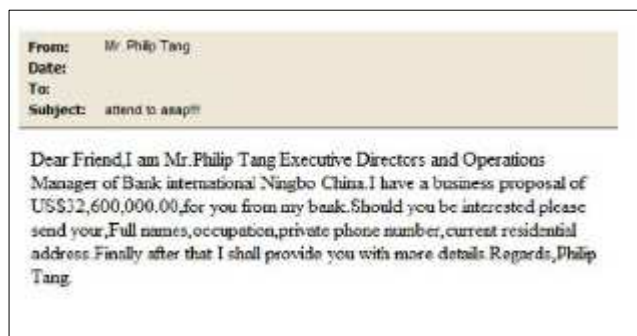 From: Mr. Philip Tang
Date:
To:
Subject: attend to asap!!!
Dear Friend,I am Mr.Philip Tang Executive Directors and Operations
Manager of Bank international Ningbo China.I have a business proposal of
US$32,600,000.00,for you from my bank.Should you be interested please
send your,Full names,occupation,private phone number,current residential
address.Finally after that I shall provide you with more details.Regards,Philip
Tang.